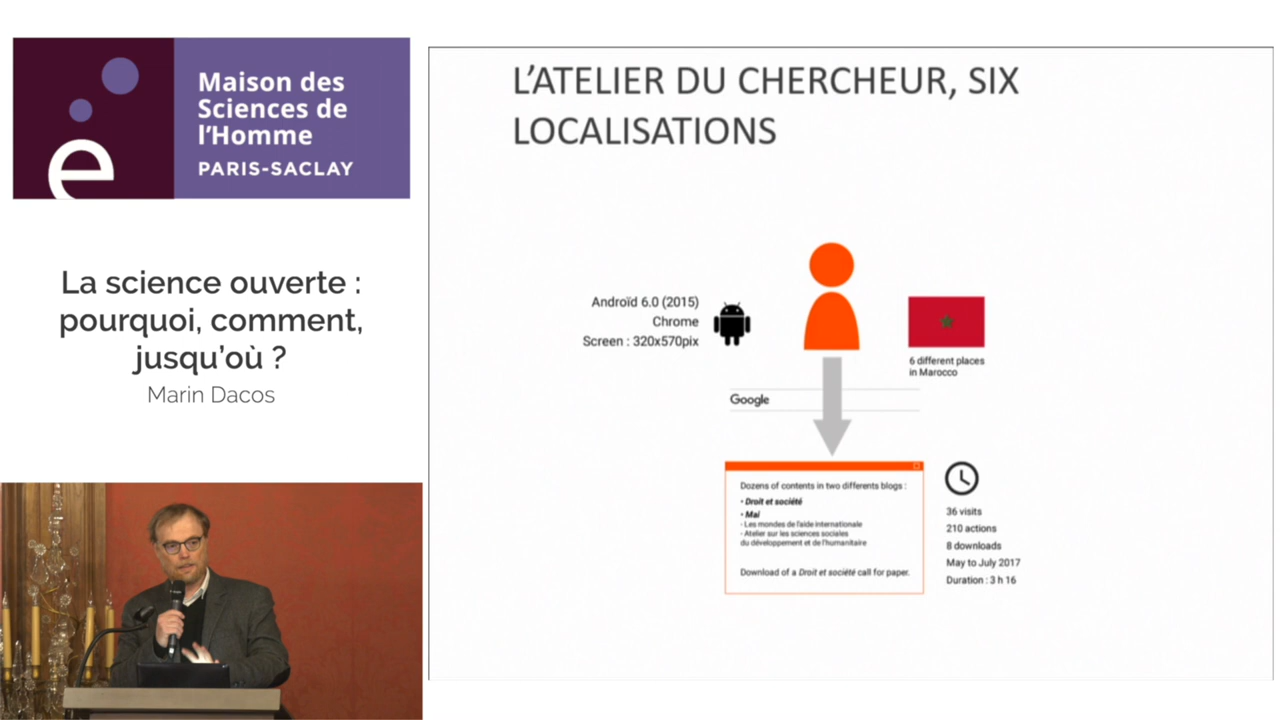 Maison des
Sciences de
l'Homme
PARIS-SACLAY
La science ouverte :
pourquoi, comment,
jusqu'où ?
Marin Dacos
L'ATELIER DU CHERCHEUR, SIX
LOCALISATIONS
Androïd 6.0 (2015)
Chrome
Screen : 320x570pix
6 different places
in Marocco
Google
Dozens of contents in two differents blogs :
• Droit et société
• Mai
- Les mondes de l'aide internationale
- Atelier sur les sciences sociales
du développement et de l'humanitaire
Download of a Droit et société call for paper.
36 visits
210 actions
8 downloads
May to July 2017
Duration : 3 h 16